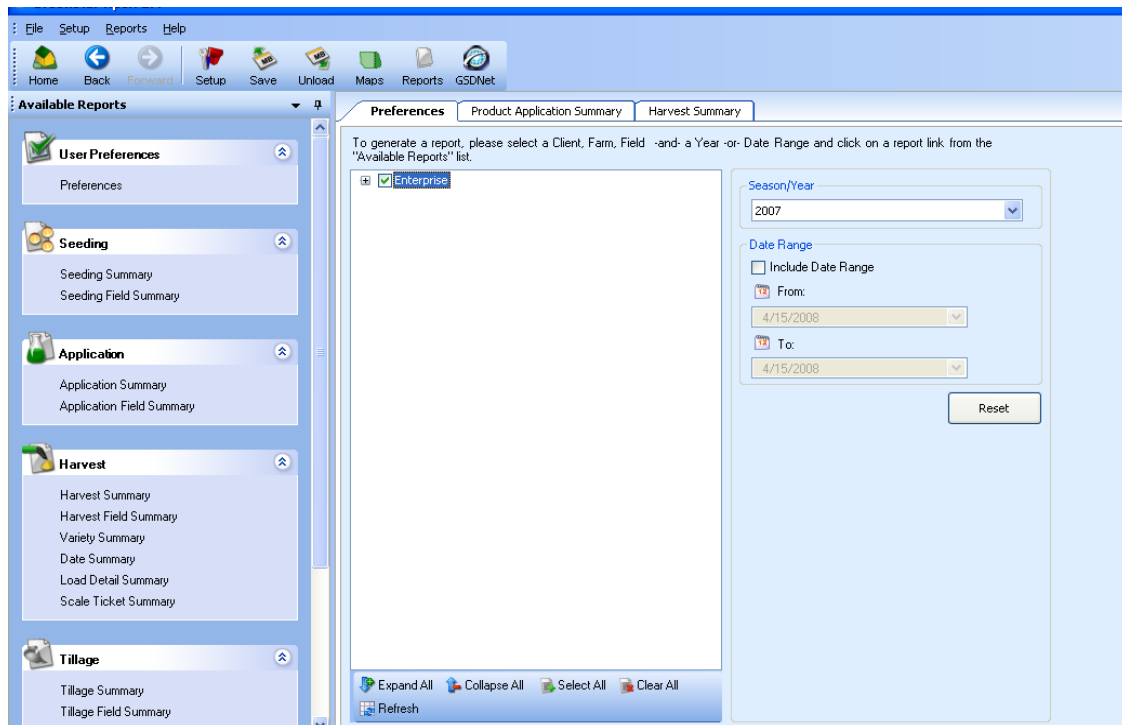 File Setup Reports Help
Home Back Forward Setup Save Unload Maps Reports GSDNet
Available Reports
User Preferences
Preferences
Seeding
Seeding Summary
Seeding Field Summary
Application
Application Summary
Application Field Summary
Harvest
Harvest Summary
Harvest Field Summary
Variety Summary
Date Summary
Load Detail Summary
Scale Ticket Summary
Tillage
Tillage Summary
Tillage Field Summary
Preferences Product Application Summary Harvest Summary
To generate a report, please select a Client, Farm, Field -and- a Year -or- Date Range and click on a report link from the
"Available Reports" list.
Enterprise
Season/Year
2007
Date Range
Include Date Range
12 From:
4/15/2008
12 To:
4/15/2008
Reset
Expand All Collapse All Select All Clear All
Refresh